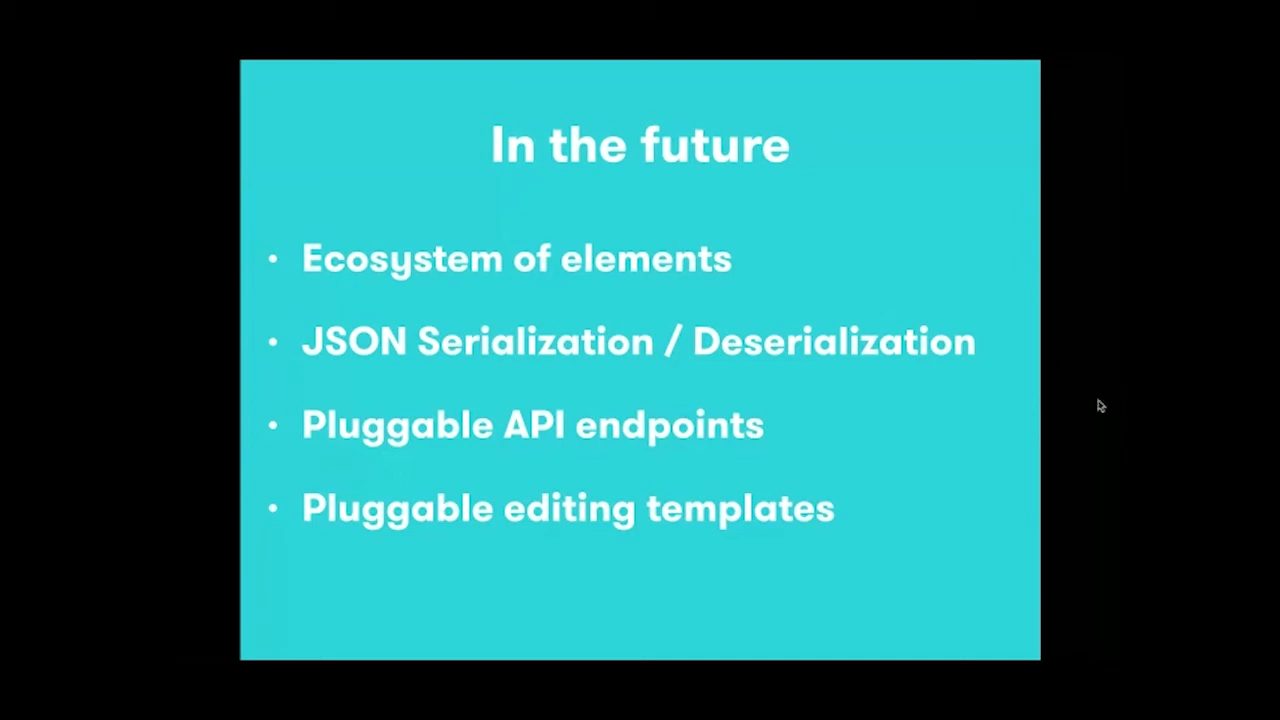 In the future
• Ecosystem of elements
• JSON Serialization / Deserialization
• Pluggable API endpoints
• Pluggable editing templates